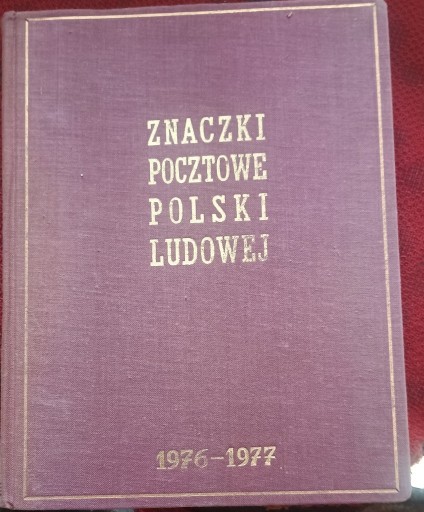 ZNACZKI
POCZTOWE
POLSKI
LUDOWEJ
1976-1977